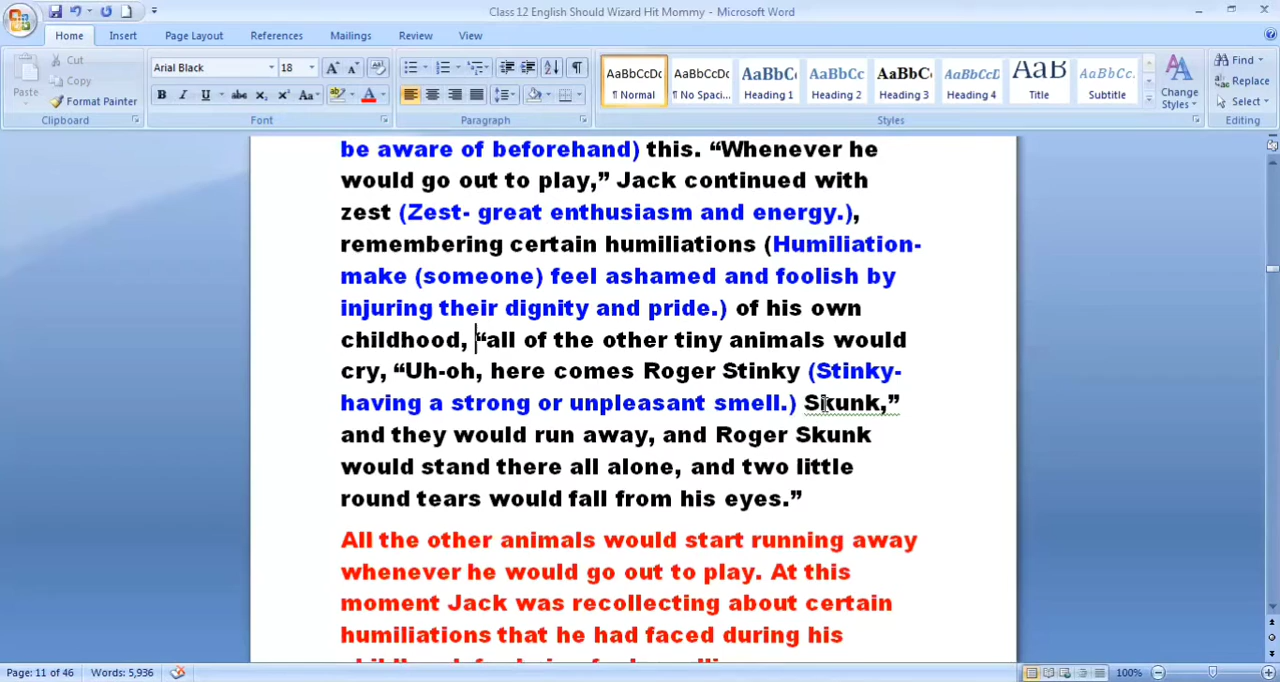 Class 12 English Should Wizard Hit Mommy - Microsoft Word
Home Insert Page Layout References Mailings Review View
Paste
Cut
Copy
Format Painter
Clipboard
Arial Black 18
Font
Paragraph
AaBbCcDc AaBbCcDc AaBbC AaBbCc AaBbCc AaBbCcD AaB AaBbCc.
¶ Normal ¶ No Spaci... Heading 1 Heading 2 Heading 3 Heading 4 Title Subtitle
Change Styles
Styles
Find
Replace
Select
Editing
be aware of beforehand) this. “Whenever he
would go out to play,” Jack continued with
zest (Zest- great enthusiasm and energy.),
remembering certain humiliations (Humiliation-
make (someone) feel ashamed and foolish by
injuring their dignity and pride.) of his own
childhood, “all of the other tiny animals would
cry, “Uh-oh, here comes Roger Stinky (Stinky-
having a strong or unpleasant smell.) Skunk,”
and they would run away, and Roger Skunk
would stand there all alone, and two little
round tears would fall from his eyes.”
All the other animals would start running away
whenever he would go out to play. At this
moment Jack was recollecting about certain
humiliations that he had faced during his
Page: 11 of 46 Words: 5,936 100%